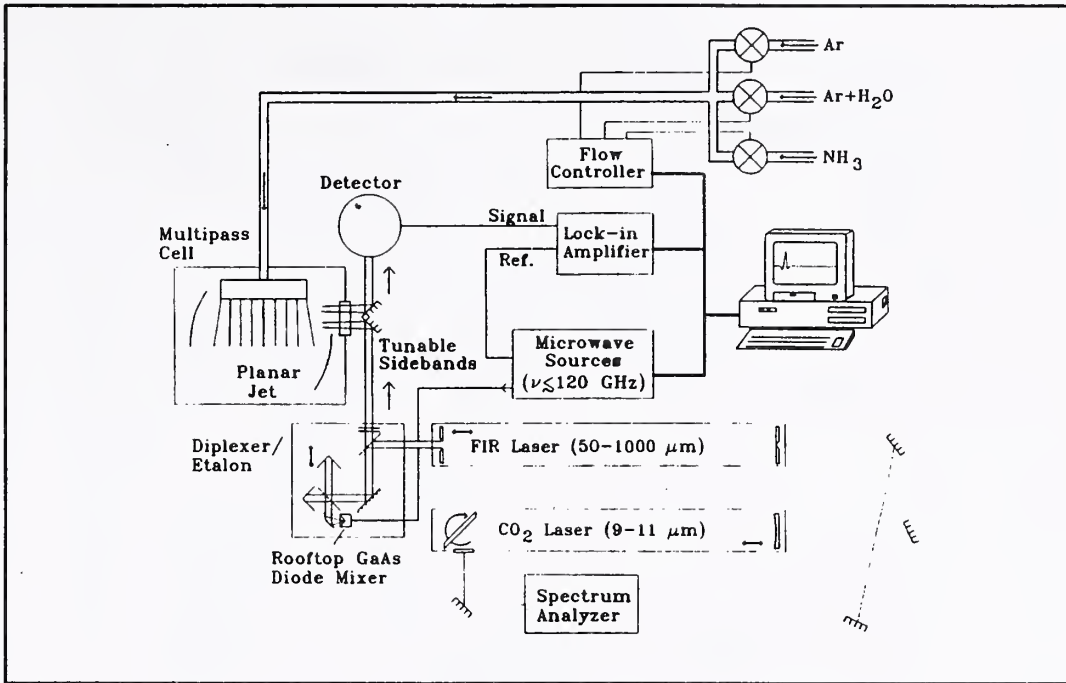 Ar
Ar+H2O
NH3
Flow
Controller
Detector
Signal
Lock-in
Amplifier
Ref.
Multipass
Cell
Tunable
Sidebands
Microwave
Sources
(ν≲120 GHz)
Planar
Jet
Diplexer/
Etalon
FIR Laser (50-1000 μm)
CO2 Laser (9-11 μm)
Rooftop GaAs
Diode Mixer
Spectrum
Analyzer